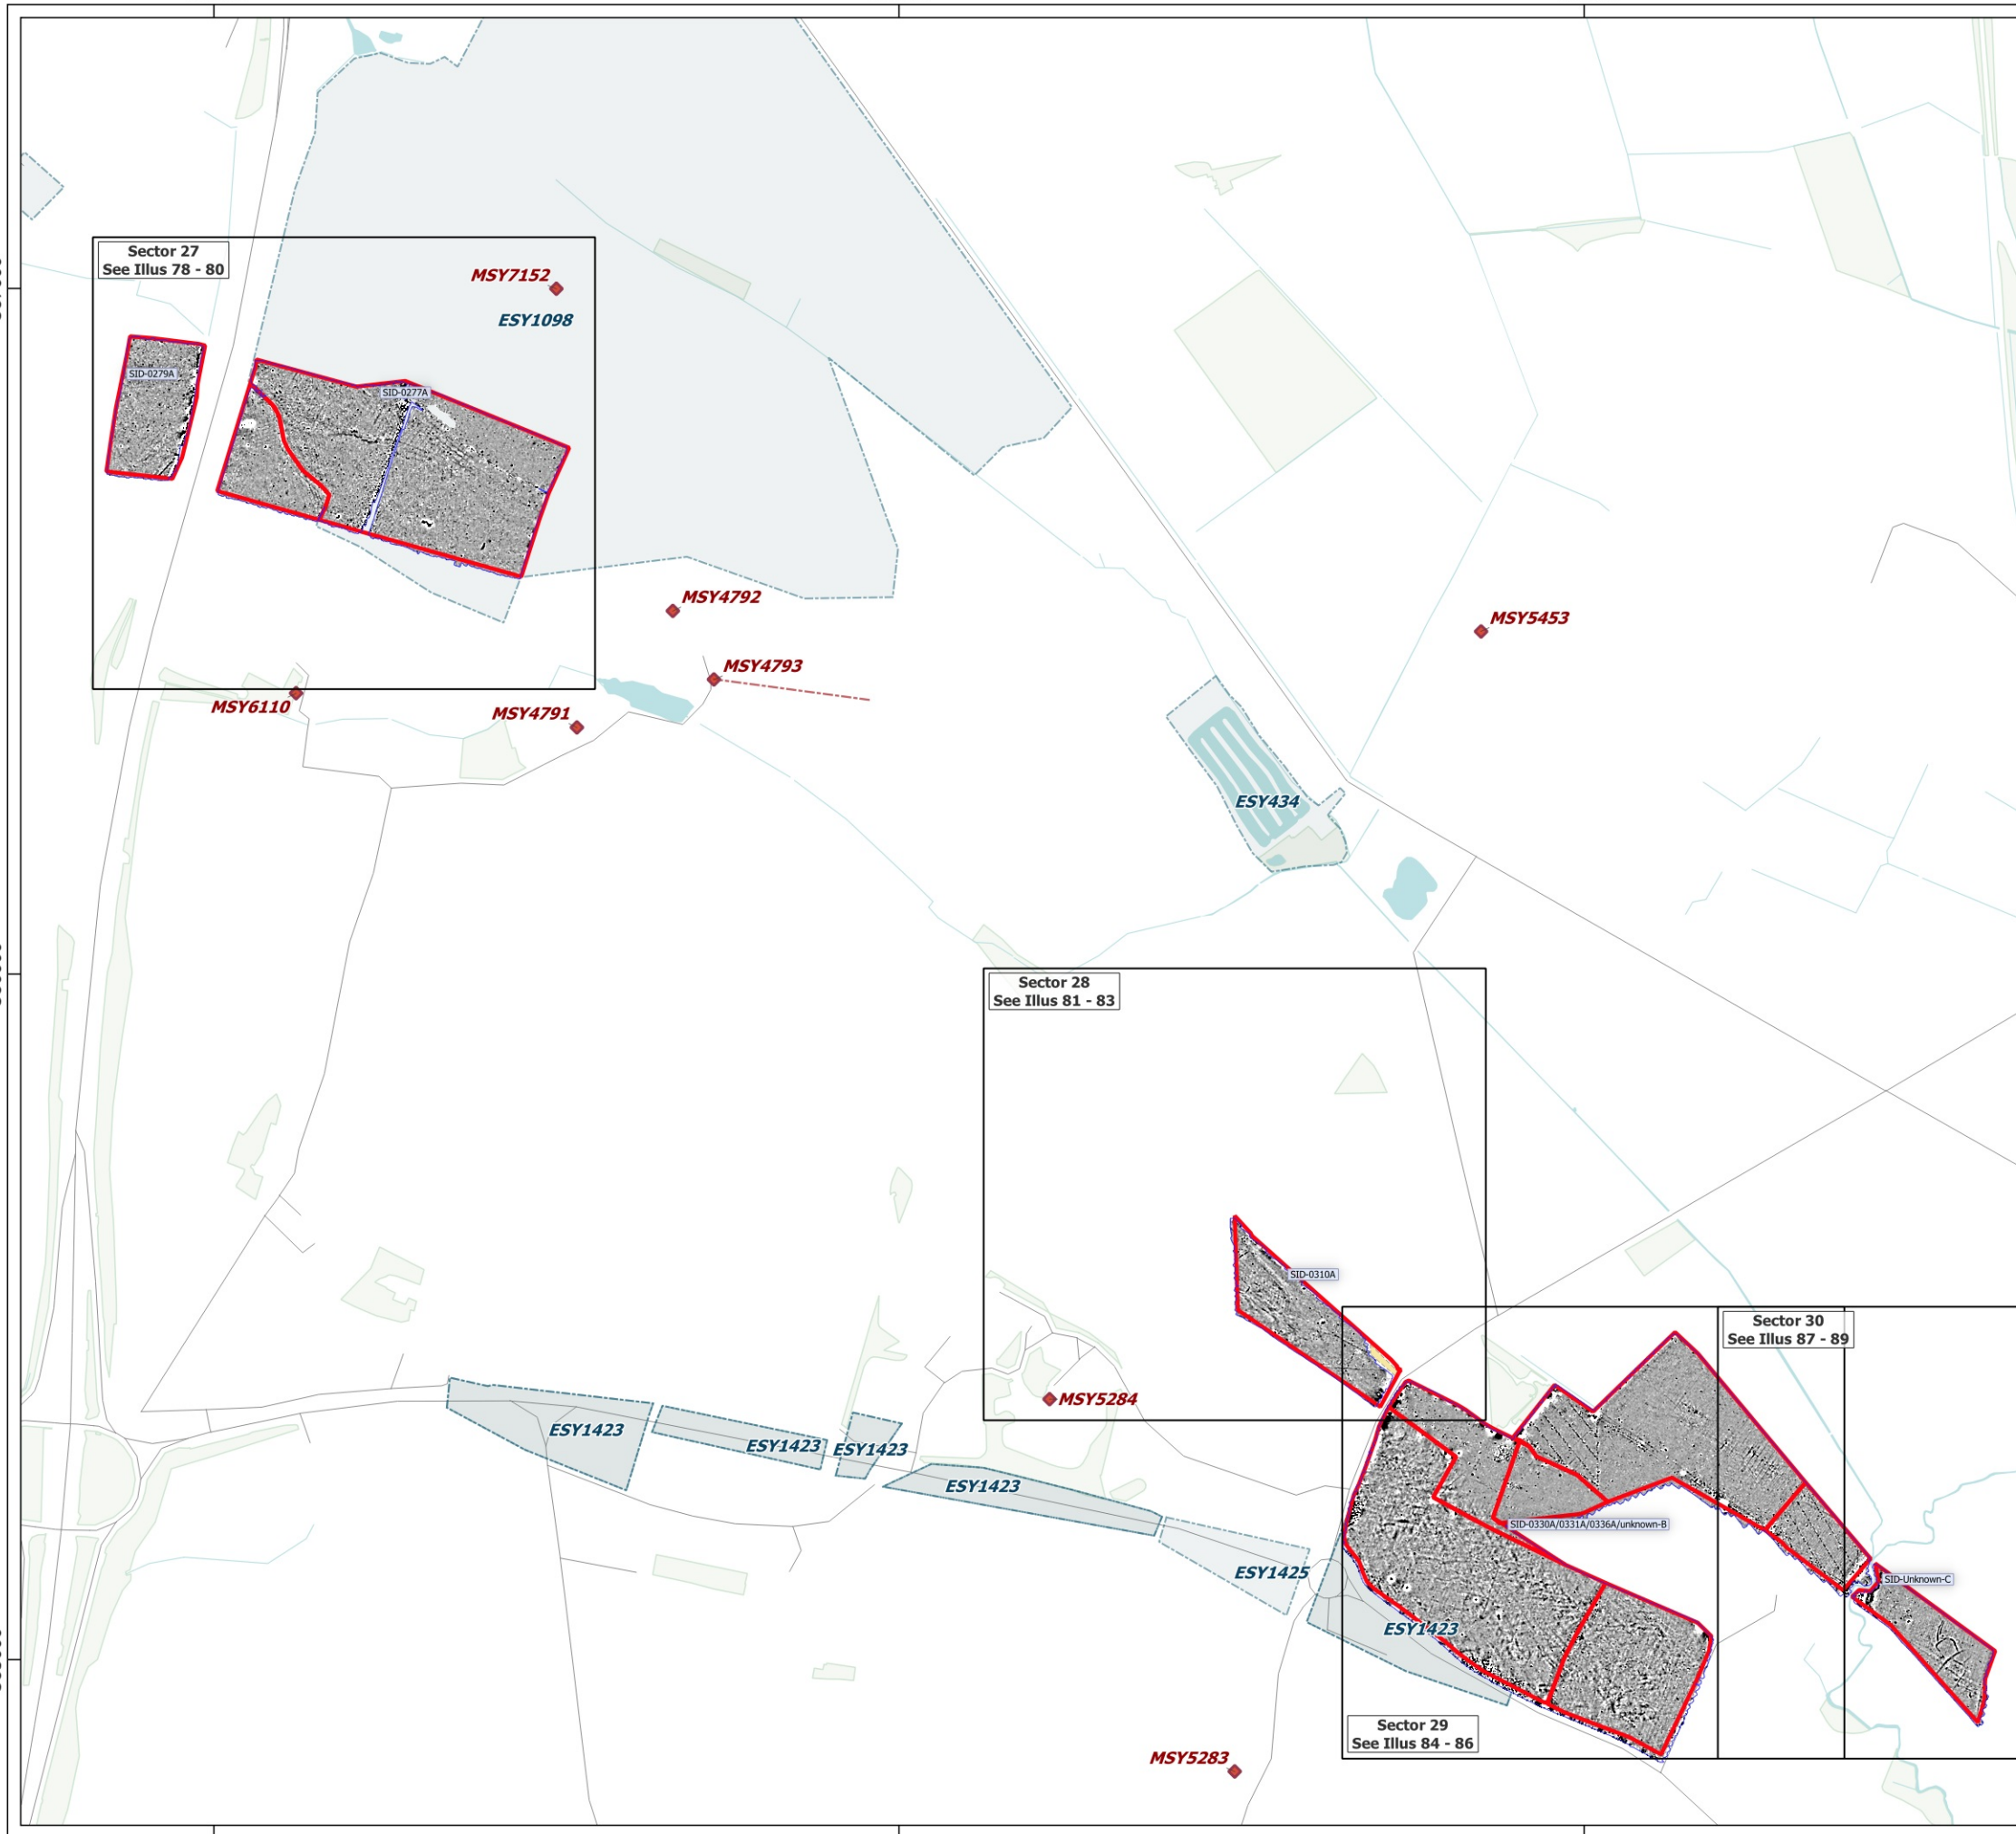 Sector 27
See Illus 78 - 80
MSY7152
ESY1098
SID-0279A
SID-0277A
MSY4792
MSY5453
MSY4793
MSY6110
MSY4791
ESY434
Sector 28
See Illus 81 - 83
SID-0310A
Sector 30
See Illus 87 - 89
MSY5284
ESY1423
ESY1423
ESY1423
ESY1423
SID-0330A/0331A/0336A/unknown-B
ESY1425
SID-Unknown-C
ESY1423
Sector 29
See Illus 84 - 86
MSY5283